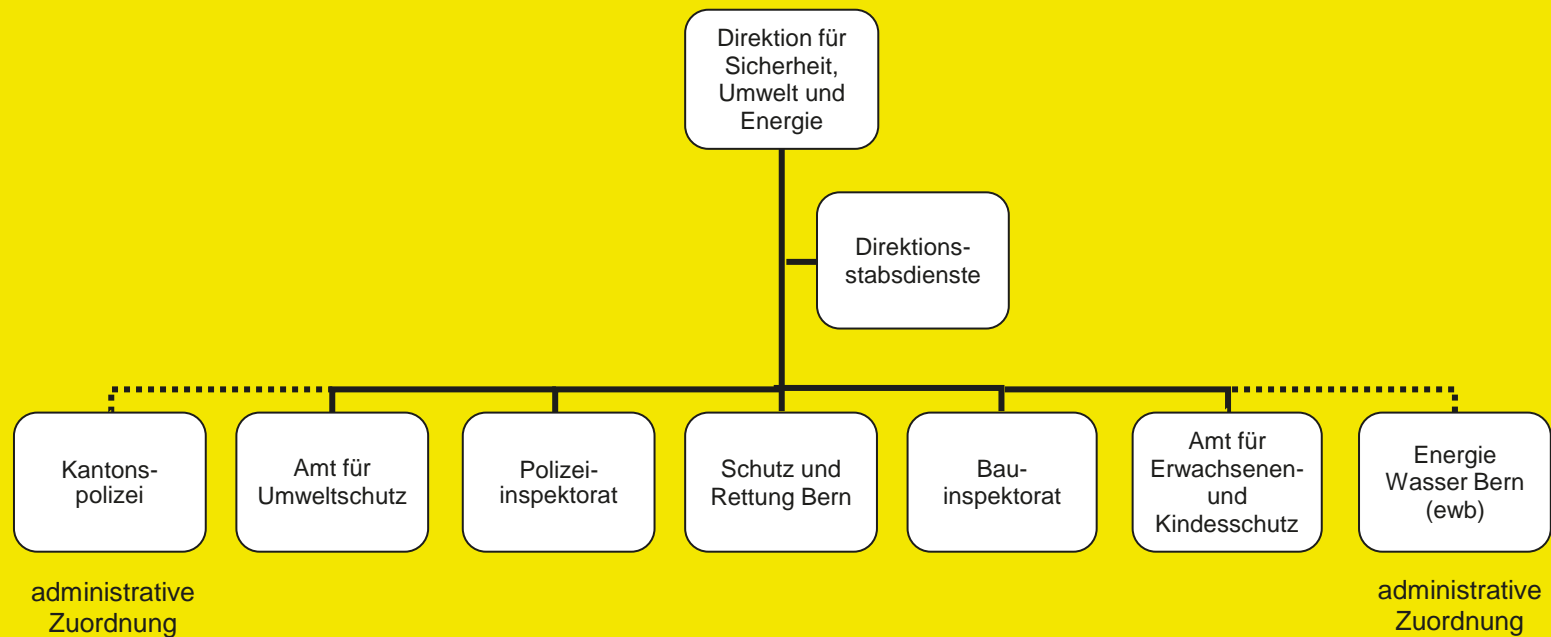 Direktion für
Sicherheit,
Umwelt und
Energie
Direktions-
stabsdienste
Kantons-
polizei
Amt für
Umweltschutz
Polizei-
inspektorat
Schutz und
Rettung Bern
Bau-
inspektorat
Amt für
Erwachsenen-
und
Kindesschutz
Energie
Wasser Bern
(ewb)
administrative
Zuordnung
administrative
Zuordnung